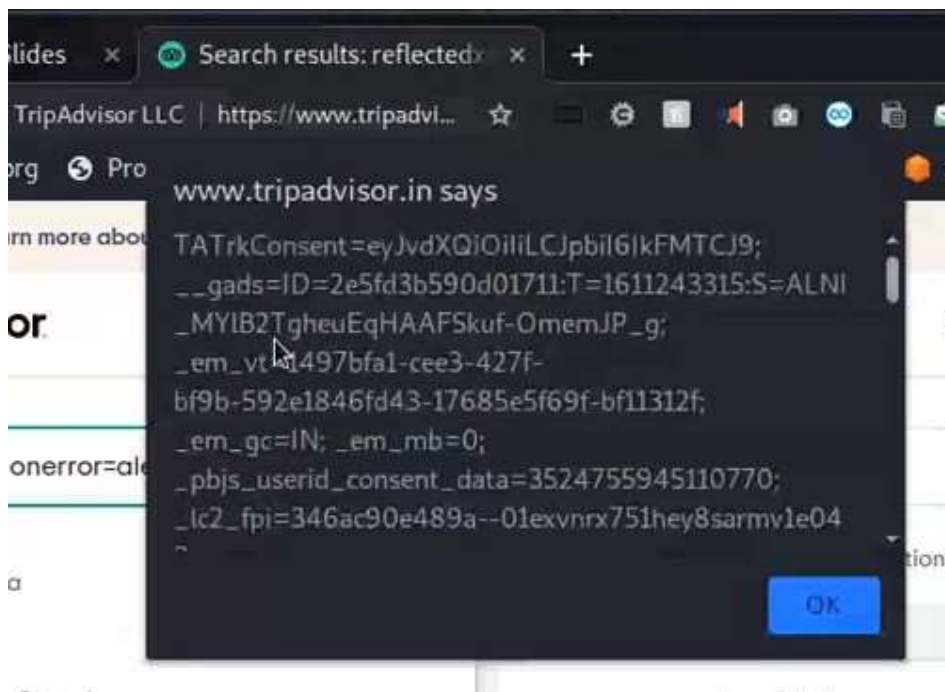 Slides × Search results: reflectedx × +
TripAdvisor LLC | https://www.tripadvi...
org Pro
www.tripadvisor.in says
rn more abou
TATrkConsent=eyJvdXQiOiIiLCJpbiI6IkFMTCJ9;
__gads=ID=2e5fd3b590d01711:T=1611243315:S=ALNI
_MYlB2TgheuEqHAAFSkuf-OmemJP_g;
or
_em_vt=1497bfa1-cee3-427f-
bf9b-592e1846fd43-17685e5f69f-bf11312f;
_em_gc=IN; _em_mb=0;
onerror=ale
_pbjs_userid_consent_data=3524755945110770;
_lc2_fpi=346ac90e489a--01exvnrx751hey8sarmv1e04
tion
a
OK